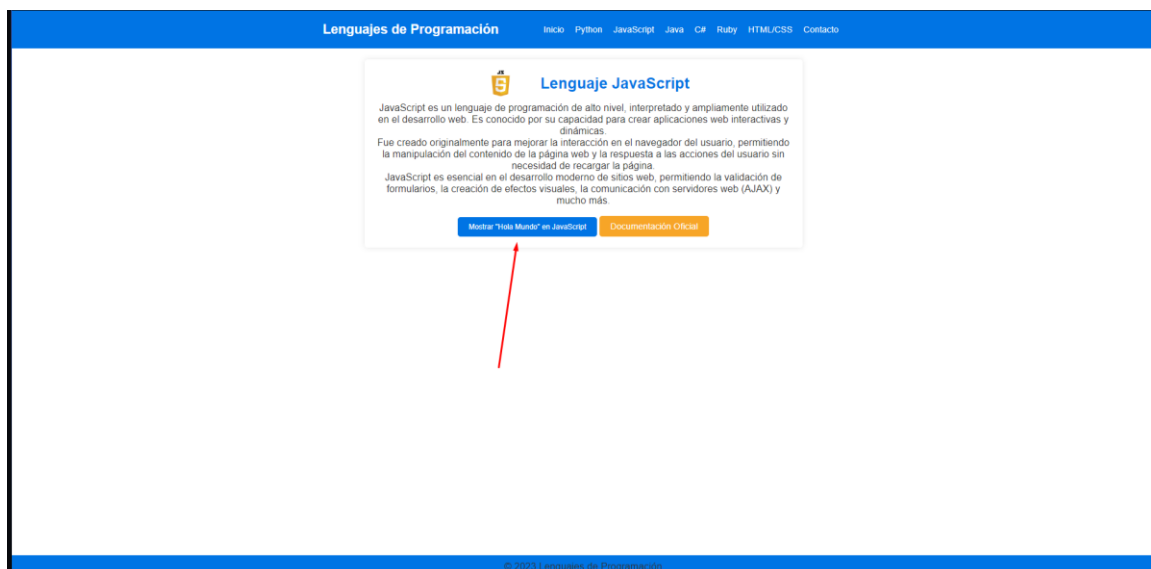 Lenguajes de Programación
Inicio Python JavaScript Java C# Ruby HTML/CSS Contacto
JS
Lenguaje JavaScript
JavaScript es un lenguaje de programación de alto nivel, interpretado y ampliamente utilizado
en el desarrollo web. Es conocido por su capacidad para crear aplicaciones web interactivas y
dinámicas.
Fue creado originalmente para mejorar la interacción en el navegador del usuario, permitiendo
la manipulación del contenido de la página web y la respuesta a las acciones del usuario sin
necesidad de recargar la página.
JavaScript es esencial en el desarrollo moderno de sitios web, permitiendo la validación de
formularios, la creación de efectos visuales, la comunicación con servidores web (AJAX) y
mucho más.
Mostrar "Hola Mundo" en JavaScript Documentación Oficial
© 2023 Lenguajes de Programación